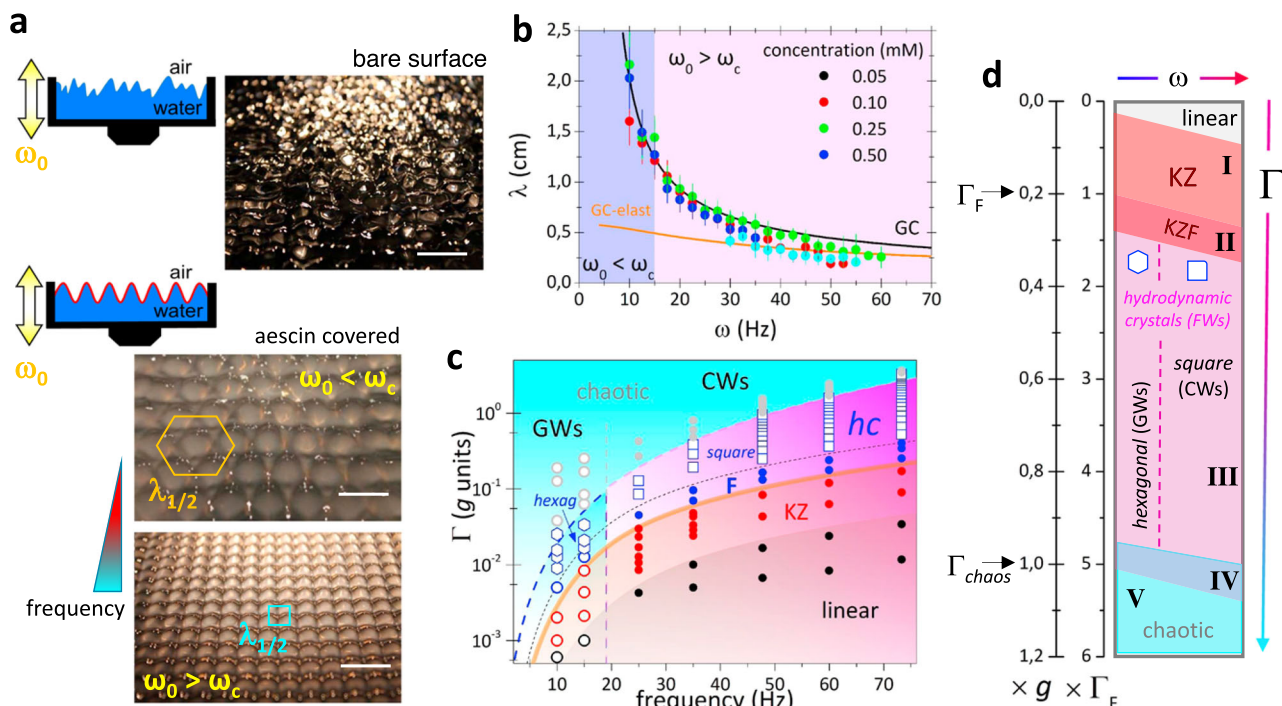 a
air
water
ω0
bare surface
air
water
ω0
aescin covered
ω0 < ωc
λ1/2
frequency
λ1/2
ω0 > ωc
b
2,5
2,0
1,5
1,0
0,5
0,0
λ (cm)
ω0 > ωc
concentration (mM)
0.05
0.10
0.25
0.50
GC-elast
GC
ω0 < ωc
0 10 20 30 40 50 60 70
ω (Hz)
c
chaotic
CWs
GWs
hc
square
hexag
F
KZ
linear
10^0
10^-1
10^-2
10^-3
Γ (g units)
10 20 30 40 50 60 70
frequency (Hz)
d
ω
0,0
0,2
0,4
0,6
0,8
1,0
1,2
× g
0
1
2
3
4
5
6
× ΓF
ΓF
Γchaos
linear
I
KZ
KZF
II
hydrodynamic
crystals (FWs)
hexagonal (GWs)
square
(CWs)
III
IV
V
chaotic
Γ